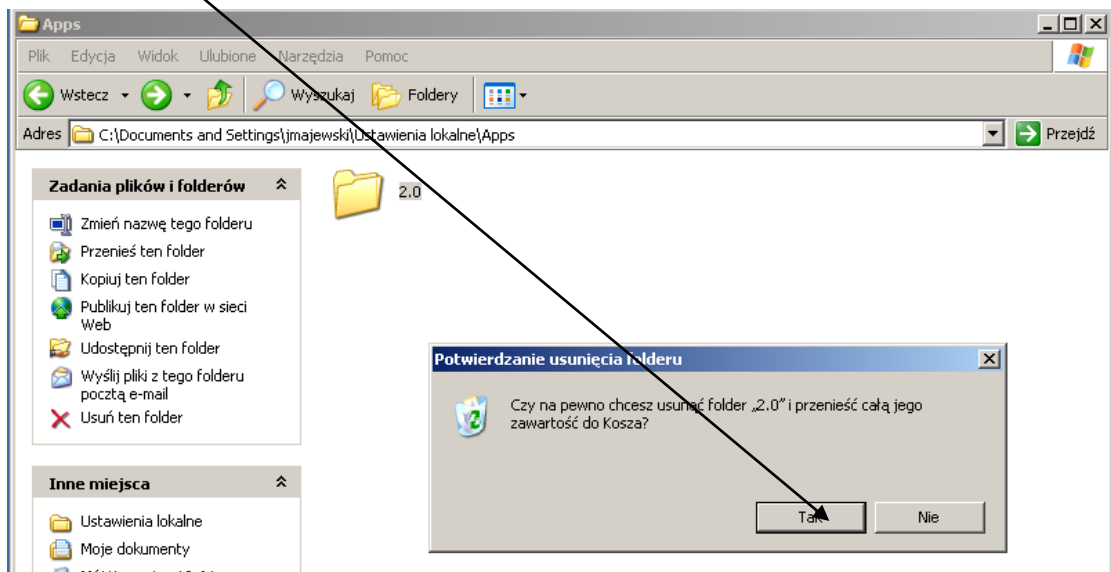 Apps
Plik Edycja Widok Ulubione Narzędzia Pomoc
Wstecz Wyszukaj Foldery
Adres C:\Documents and Settings\jmajewski\Ustawienia lokalne\Apps Przejdź
Zadania plików i folderów
2.0
Zmień nazwę tego folderu
Przenieś ten folder
Kopiuj ten folder
Publikuj ten folder w sieci
Web
Udostępnij ten folder
Wyślij pliki z tego folderu
pocztą e-mail
Usuń ten folder
Inne miejsca
Ustawienia lokalne
Moje dokumenty
Potwierdzanie usunięcia folderu
Czy na pewno chcesz usunąć folder „2.0” i przenieść całą jego
zawartość do Kosza?
Tak Nie